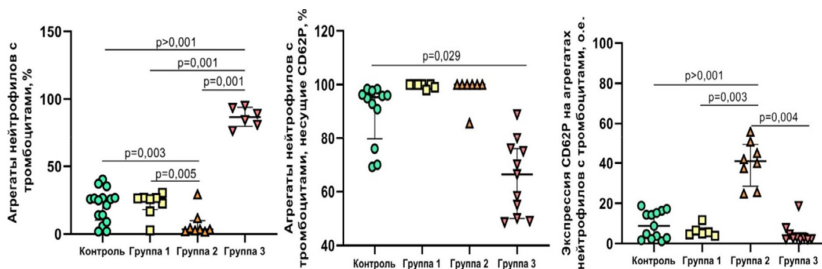 Агрегаты нейтрофилов с
тромбоцитами, %
150
100
50
0
p>0,001
p=0,001
p=0,001
p=0,003
p=0,005
Контроль Группа 1 Группа 2 Группа 3
Агрегаты нейтрофилов с
тромбоцитами, несущие CD62P, %
120
100
80
60
40
p=0,029
Контроль Группа 1 Группа 2 Группа 3
Экспрессия CD62P на агрегатах
нейтрофилов с тромбоцитами, о.е.
100
80
60
40
20
0
p>0,001
p=0,003
p=0,004
Контроль Группа 1 Группа 2 Группа 3